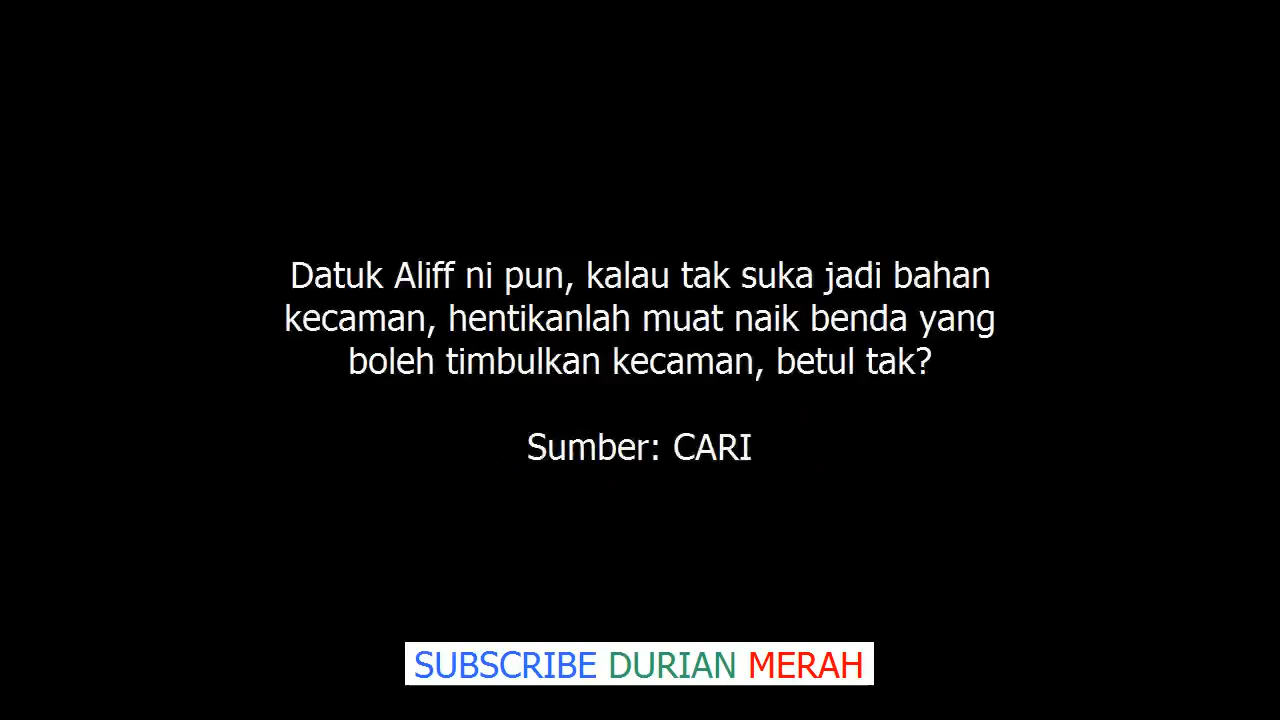 Datuk Aliff ni pun, kalau tak suka jadi bahan
kecaman, hentikanlah muat naik benda yang
boleh timbulkan kecaman, betul tak?
Sumber: CARI
SUBSCRIBE DURIAN MERAH